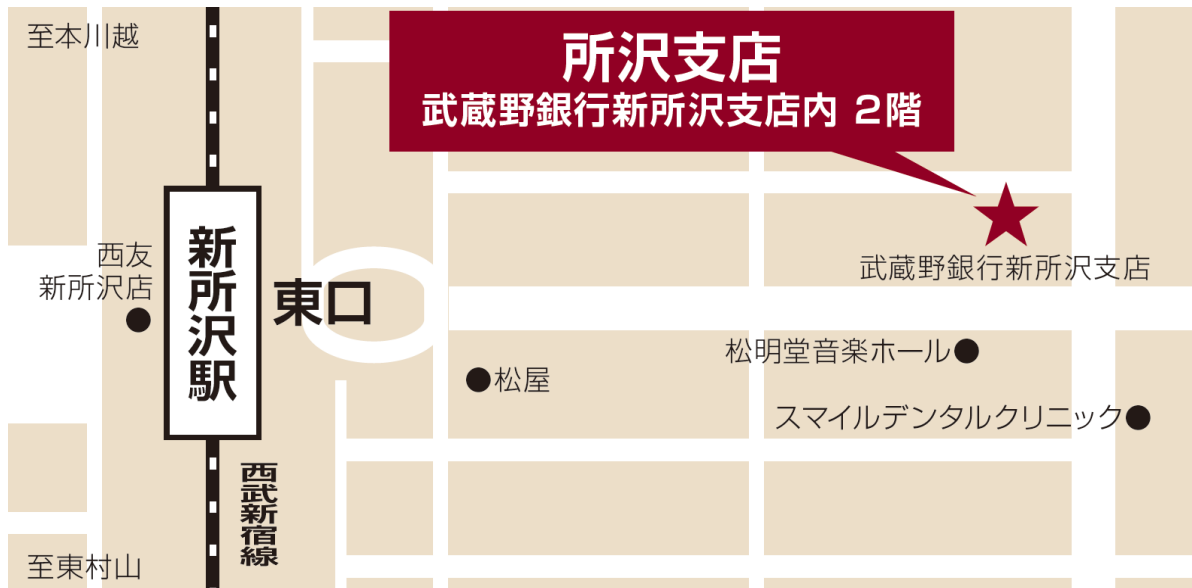 至本川越
所沢支店
武蔵野銀行新所沢支店内 2階
西友
新所沢店
新所沢駅
東口
武蔵野銀行新所沢支店
松明堂音楽ホール
松屋
スマイルデンタルクリニック
西武新宿線
至東村山